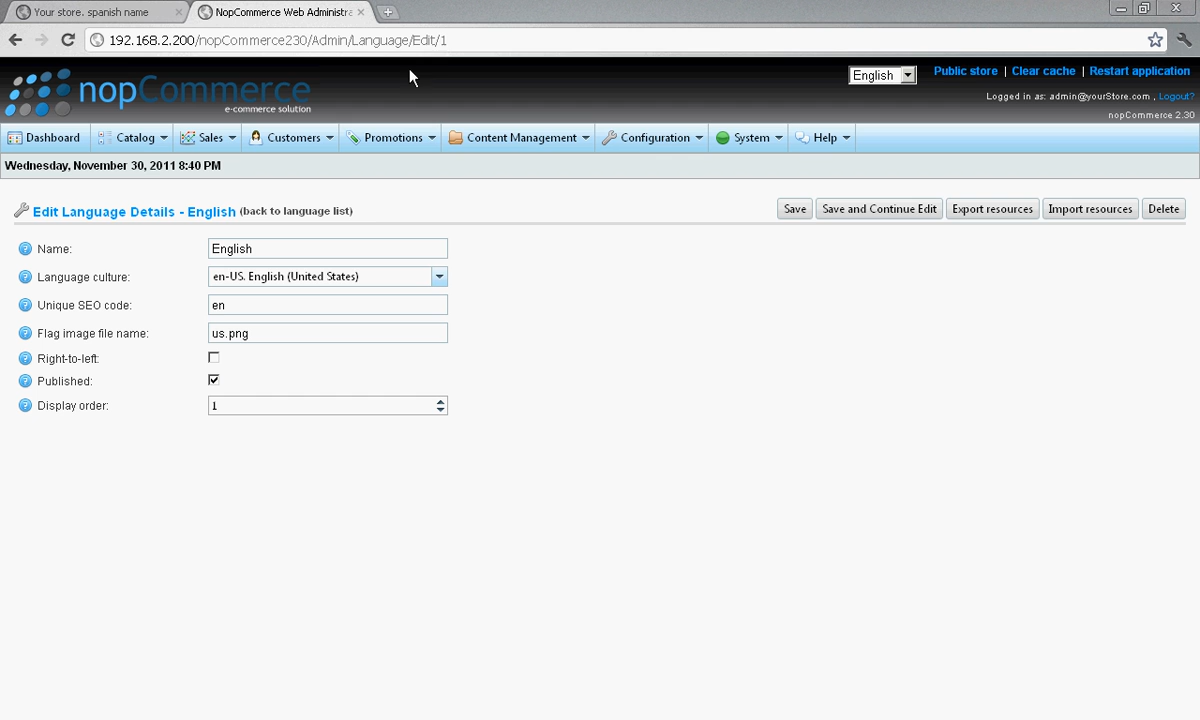 Your store. spanish name
NopCommerce Web Administra
192.168.2.200/nopCommerce230/Admin/Language/Edit/1
nopCommerce
e-commerce solution
English
Public store | Clear cache | Restart application
Logged in as: admin@yourStore.com , Logout?
nopCommerce 2.30
Dashboard Catalog Sales Customers Promotions Content Management Configuration System Help
Wednesday, November 30, 2011 8:40 PM
Edit Language Details - English (back to language list)
Save Save and Continue Edit Export resources Import resources Delete
Name: English
Language culture: en-US. English (United States)
Unique SEO code: en
Flag image file name: us.png
Right-to-left:
Published:
Display order: 1